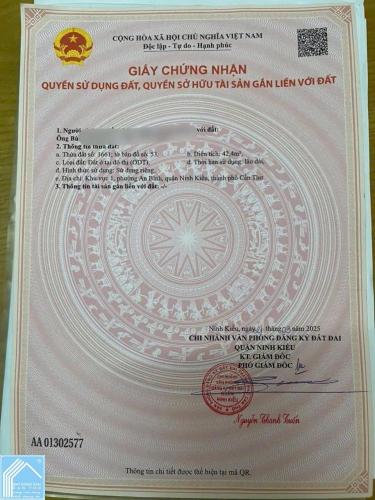 CỘNG HÒA XÃ HỘI CHỦ NGHĨA VIỆT NAM
Độc lập - Tự do - Hạnh phúc
GIẤY CHỨNG NHẬN
QUYỀN SỬ DỤNG ĐẤT, QUYỀN SỞ HỮU TÀI SẢN GẮN LIỀN VỚI ĐẤT
1. Người với đất:
Ông Bù
2. Thông tin thửa đất:
a. Thửa đất số: 3661; tờ bản đồ số: 53. b. Diện tích: 42,4m².
c. Loại đất: Đất ở tại đô thị (ODT). d. Thời hạn sử dụng: lâu dài.
đ. Hình thức sử dụng: Sử dụng riêng.
e. Địa chỉ: Khu vực 1, phường An Bình, quận Ninh Kiều, thành phố Cần Thơ.
3. Thông tin tài sản gắn liền với đất: -/-
Ninh Kiều, ngày tháng năm 2025
CHI NHÁNH VĂN PHÒNG ĐĂNG KÝ ĐẤT ĐAI
QUẬN NINH KIỀU
KT. GIÁM ĐỐC
PHÓ GIÁM ĐỐC
Nguyễn Thanh Tuấn
AA 01302577
Thông tin chi tiết được thể hiện tại mã QR.